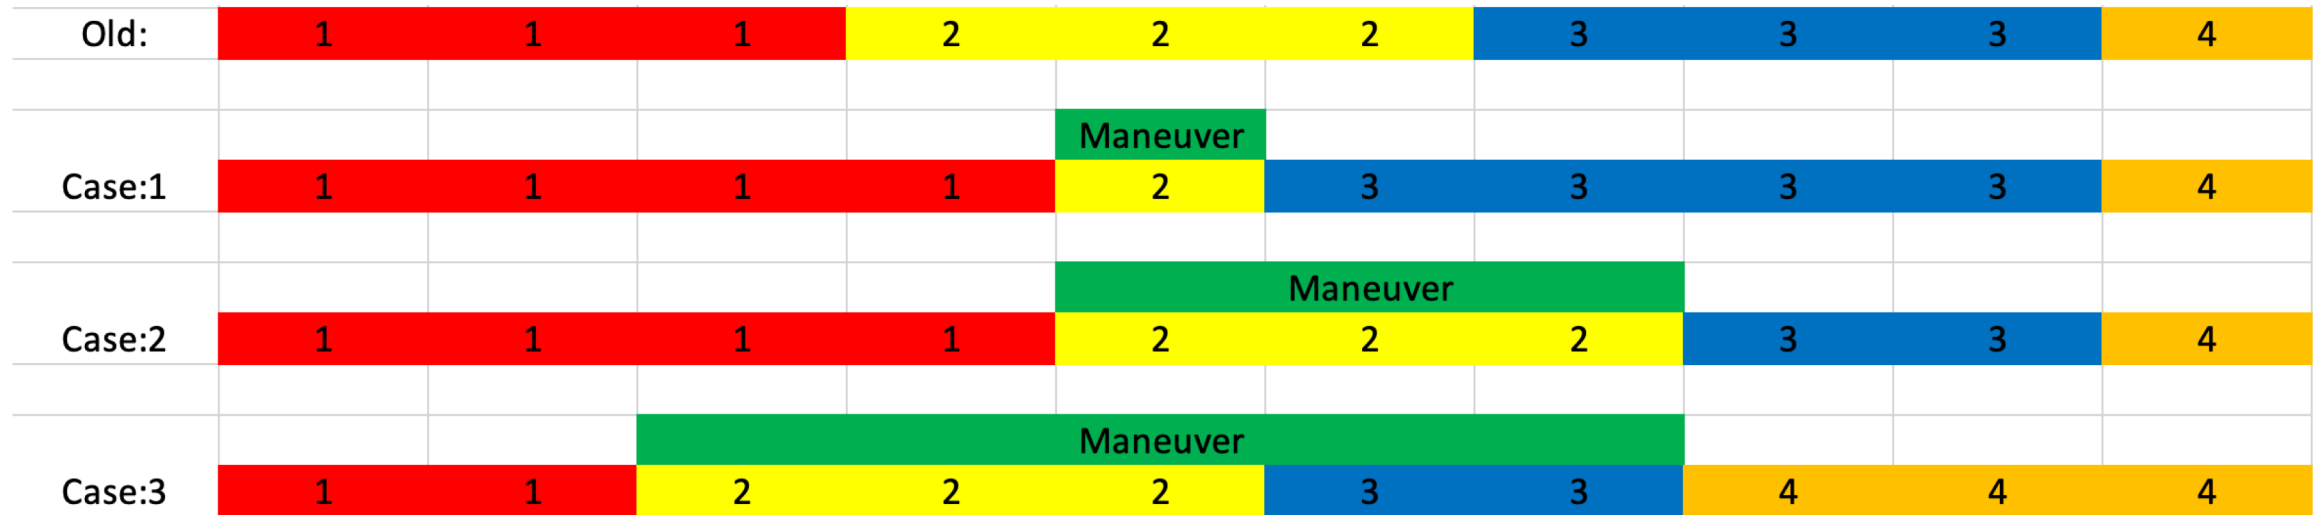 Old: 1 1 1 2 2 2 3 3 3 4
Maneuver
Case:1 1 1 1 1 2 3 3 3 3 4
Maneuver
Case:2 1 1 1 1 2 2 2 3 3 4
Maneuver
Case:3 1 1 2 2 2 3 3 4 4 4